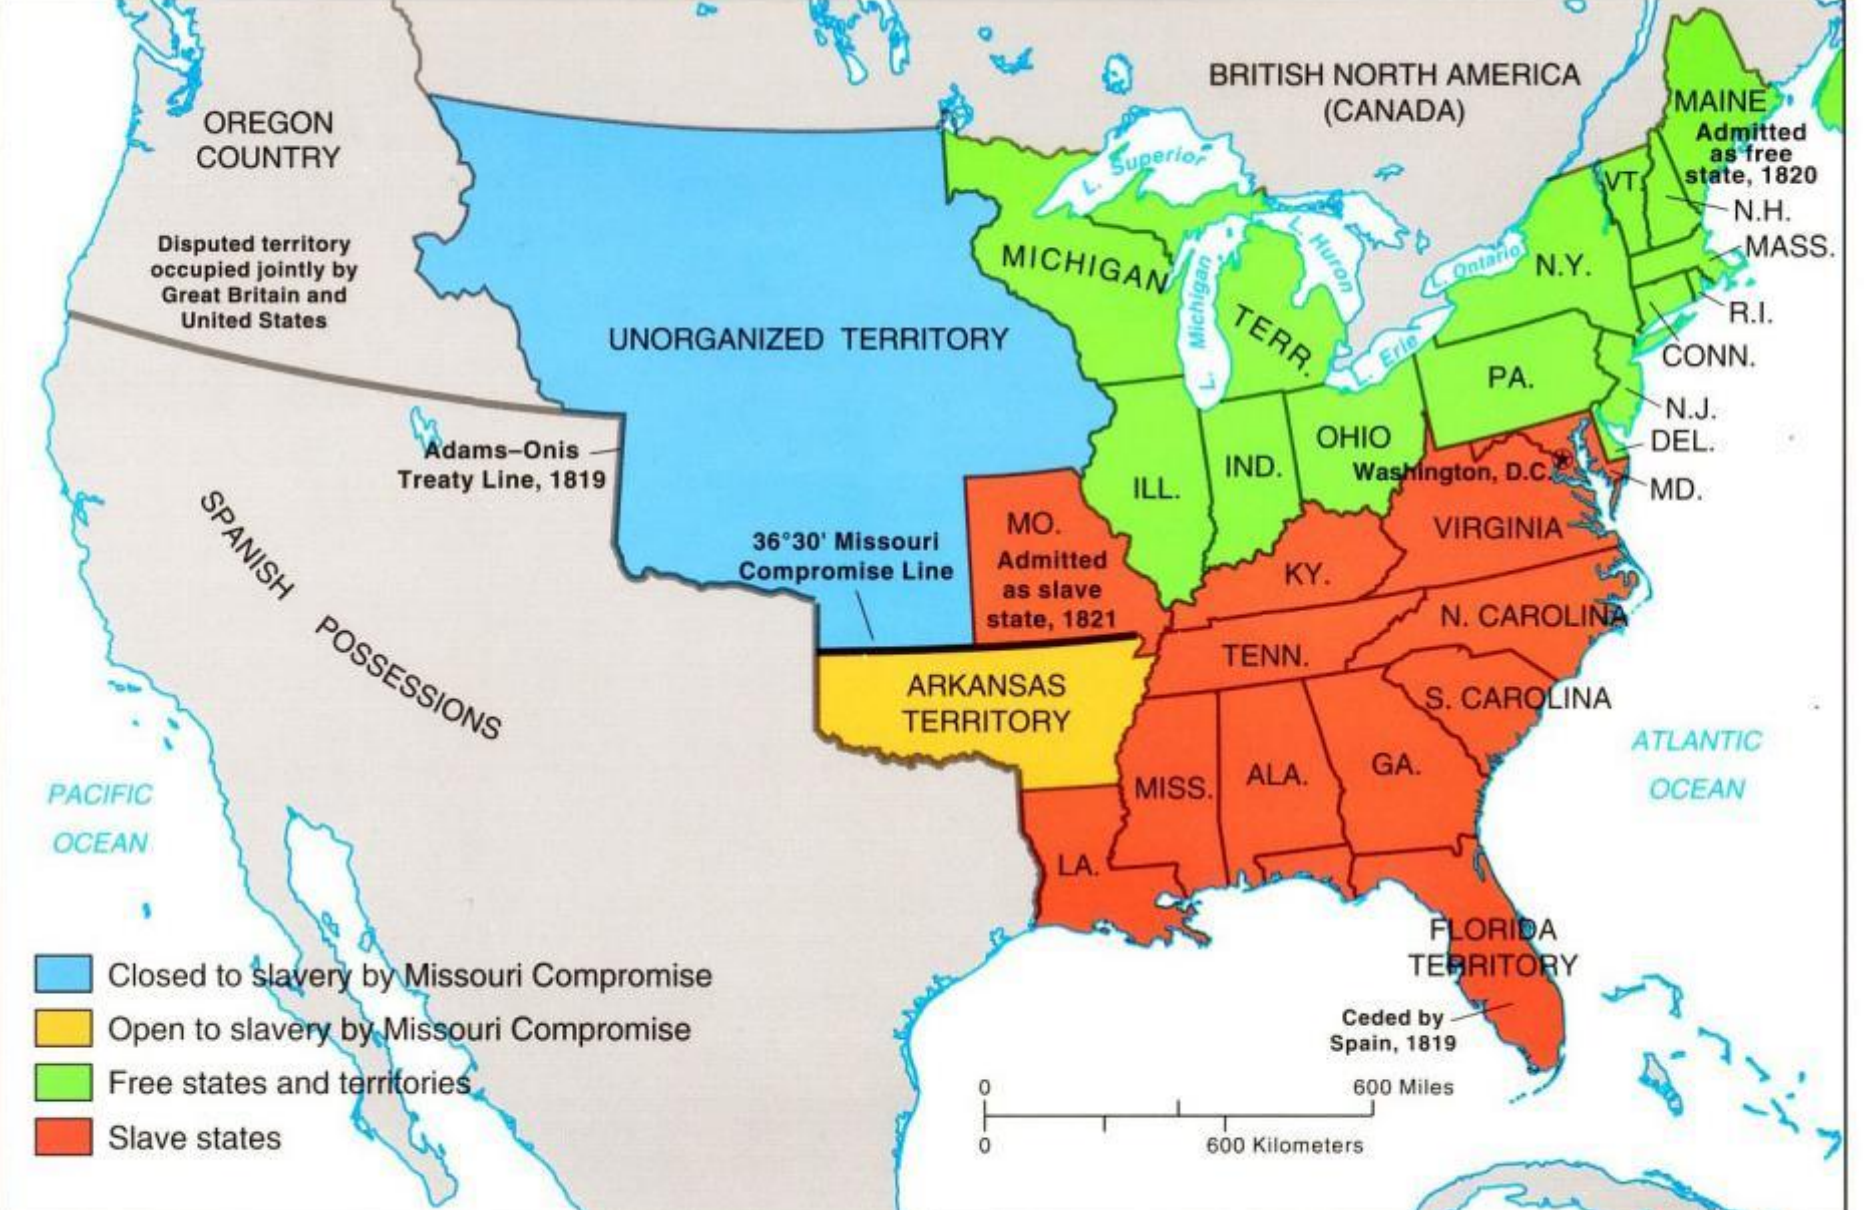 OREGON
COUNTRY
Disputed territory
occupied jointly by
Great Britain and
United States
BRITISH NORTH AMERICA
(CANADA)
MAINE
Admitted
as free
state, 1820
VT.
N.H.
MASS.
N.Y.
R.I.
CONN.
PA.
N.J.
DEL.
MD.
L. Superior
L. Huron
L. Michigan
L. Ontario
L. Erie
MICHIGAN
TERR.
UNORGANIZED TERRITORY
Adams–Onis
Treaty Line, 1819
SPANISH POSSESSIONS
36°30' Missouri
Compromise Line
MO.
Admitted
as slave
state, 1821
ILL.
IND.
OHIO
Washington, D.C.
VIRGINIA
KY.
N. CAROLINA
TENN.
S. CAROLINA
ARKANSAS
TERRITORY
MISS.
ALA.
GA.
LA.
FLORIDA
TERRITORY
Ceded by
Spain, 1819
ATLANTIC
OCEAN
PACIFIC
OCEAN
Closed to slavery by Missouri Compromise
Open to slavery by Missouri Compromise
Free states and territories
Slave states
0 600 Miles
0 600 Kilometers